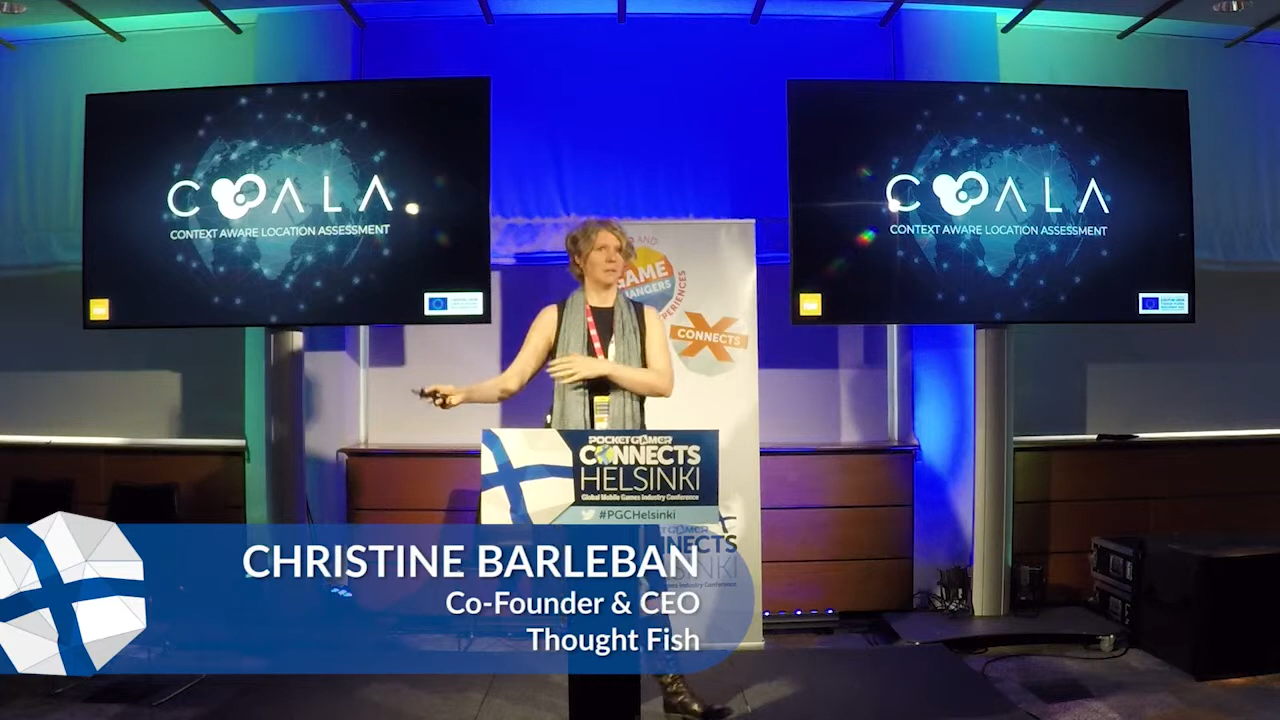 COALA
CONTEXT AWARE LOCATION ASSESSMENT
COALA
CONTEXT AWARE LOCATION ASSESSMENT
AND
GAME
CONNECTS
POCKET GAMER
CONNECTS
HELSINKI
Global Mobile Games Industry Conference
#PGCHelsinki
CHRISTINE BARLEBAN
Co-Founder & CEO
Thought Fish